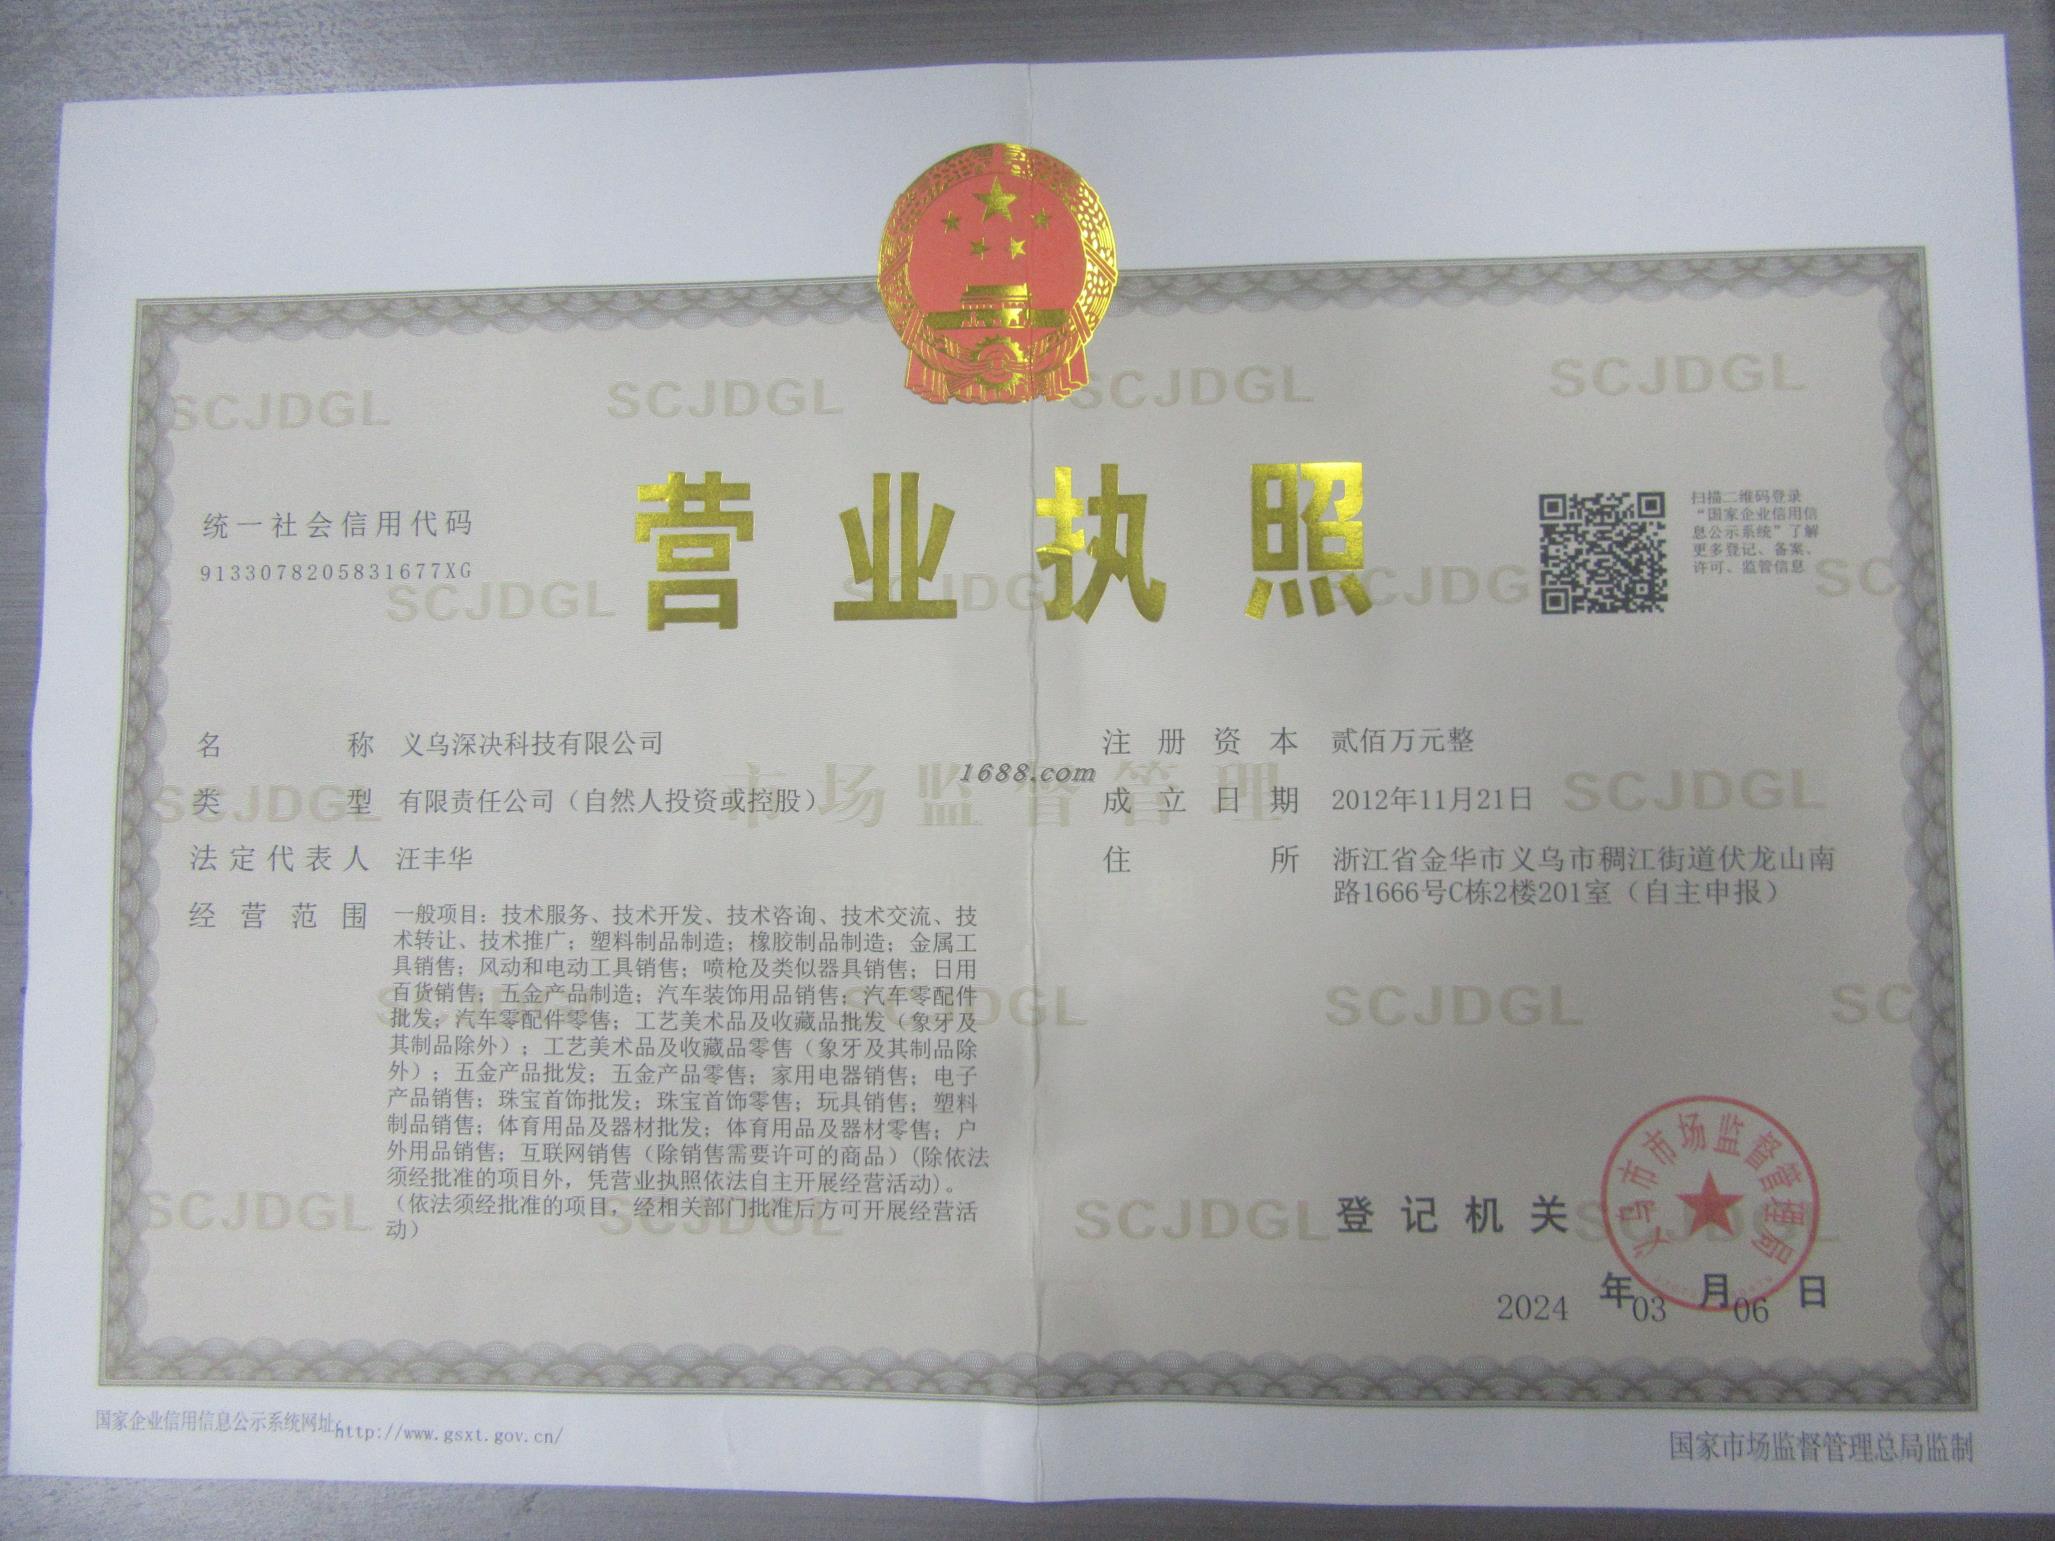 营业执照
统一社会信用代码
9133078205831677XG
扫描二维码登录
“国家企业信用信
息公示系统”了解
更多登记、备案、
许可、监管信息
名称 义乌深决科技有限公司
类型 有限责任公司（自然人投资或控股）
法定代表人 汪丰华
经营范围 一般项目：技术服务、技术开发、技术咨询、技术交流、技
术转让、技术推广；塑料制品制造；橡胶制品制造；金属工
具销售；风动和电动工具销售；喷枪及类似器具销售；日用
百货销售；五金产品制造；汽车装饰用品销售；汽车零配件
批发；汽车零配件零售；工艺美术品及收藏品批发（象牙及
其制品除外）；工艺美术品及收藏品零售（象牙及其制品除
外）；五金产品批发；五金产品零售；家用电器销售；电子
产品销售；珠宝首饰批发；珠宝首饰零售；玩具销售；塑料
制品销售；体育用品及器材批发；体育用品及器材零售；户
外用品销售；互联网销售（除销售需要许可的商品）(除依法
须经批准的项目外，凭营业执照依法自主开展经营活动)。
（依法须经批准的项目，经相关部门批准后方可开展经营活
动）
注册资本 贰佰万元整
成立日期 2012年11月21日
住所 浙江省金华市义乌市稠江街道伏龙山南
路1666号C栋2楼201室（自主申报）
1688.com
市场监督管理
SCJDGL SCJDGL SCJDGL SCJDGL
SCJDGL SCJDGL SCJDGL SC
SCJDGL SCJDGL
SCJDGL SCJDGL SCJDGL SC
SCJDGL SCJDGL SCJDGL SCJDGL
登记机关
义乌市市场监督管理局
2024年03月06日
国家企业信用信息公示系统网址：http://www.gsxt.gov.cn/
国家市场监督管理总局监制